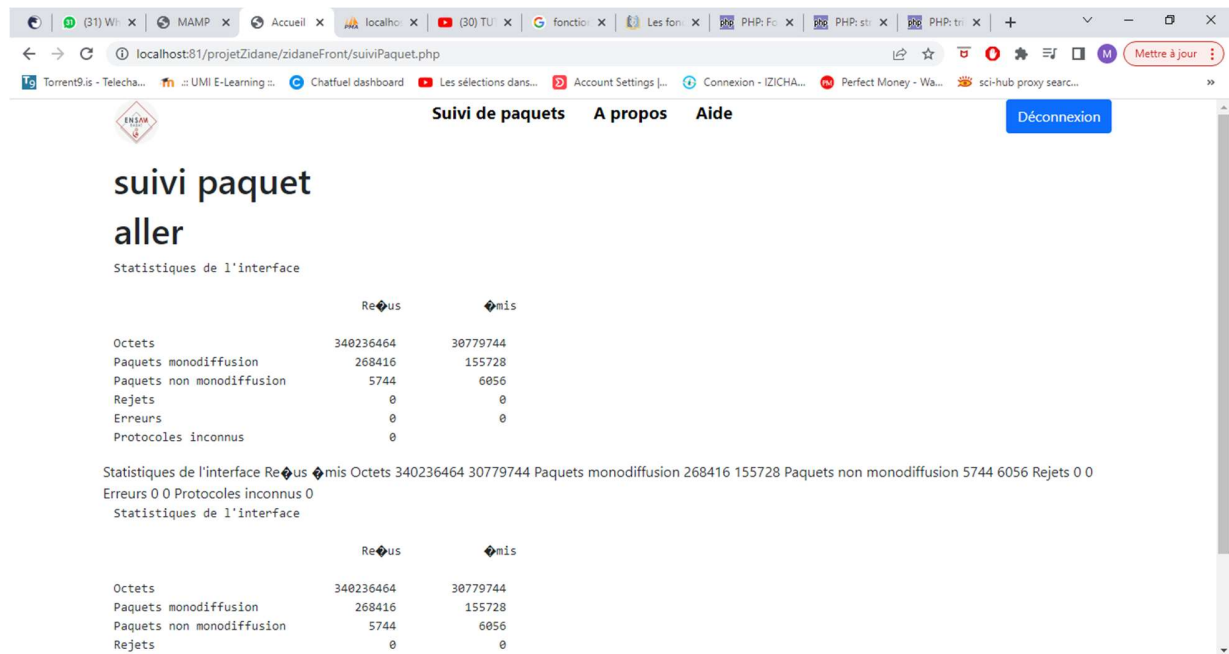 (31) Wh
MAMP
Accueil
localhos
(30) TU
fonction
Les fon
PHP: Fo
PHP: str
PHP: tri
localhost:81/projetZidane/zidaneFront/suiviPaquet.php
M
Mettre à jour
Torrent9.is - Telecha...
.:: UMI E-Learning ::.
Chatfuel dashboard
Les sélections dans...
Account Settings |...
Connexion - IZICHA...
Perfect Money - Wa...
sci-hub proxy searc...
»
ENSAM
Suivi de paquets A propos Aide
Déconnexion
suivi paquet
aller
Statistiques de l'interface
Re�us �mis
Octets 340236464 30779744
Paquets monodiffusion 268416 155728
Paquets non monodiffusion 5744 6056
Rejets 0 0
Erreurs 0 0
Protocoles inconnus 0
Statistiques de l'interface Re�us �mis Octets 340236464 30779744 Paquets monodiffusion 268416 155728 Paquets non monodiffusion 5744 6056 Rejets 0 0
Erreurs 0 0 Protocoles inconnus 0
Statistiques de l'interface
Re�us �mis
Octets 340236464 30779744
Paquets monodiffusion 268416 155728
Paquets non monodiffusion 5744 6056
Rejets 0 0